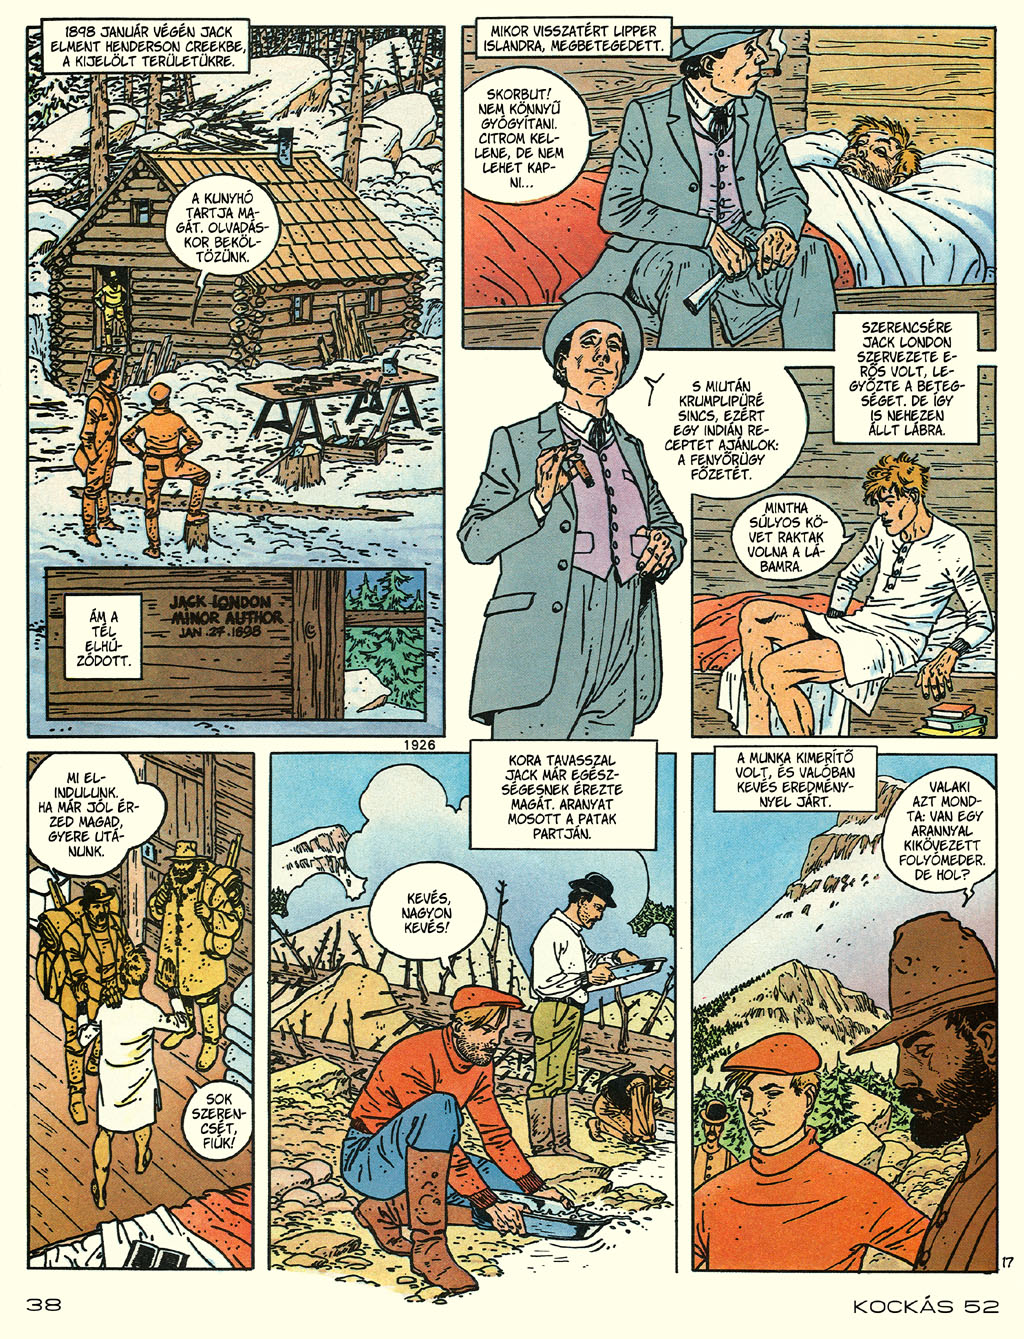 1898 JANUÁR VÉGÉN JACK
ELMENT HENDERSON CREEKBE,
A KIJELÖLT TERÜLETÜKRE.
A KUNYHÓ
TARTJA MA-
GÁT. OLVADÁS-
KOR BEKÖL-
TÖZÜNK.
ÁM A
TÉL
ELHÚ-
ZÓDOTT.
JACK LONDON
MINOR AUTHOR
JAN. 27. 1898
MIKOR VISSZATÉRT LIPPER
ISLANDRA, MEGBETEGEDETT.
SKORBUT!
NEM KÖNNYŰ
GYÓGYÍTANI.
CITROM KEL-
LENE, DE NEM
LEHET KAP-
NI...
S MIUTÁN
KRUMPLIPÜRÉ
SINCS, EZÉRT
EGY INDIÁN RE-
CEPTET AJÁNLOK:
A FENYŐRÜGY
FŐZETÉT.
SZERENCSÉRE
JACK LONDON
SZERVEZETE E-
RŐS VOLT, LE-
GYŐZTE A BETEG-
SÉGET. DE ÍGY
IS NEHEZEN
ÁLLT LÁBRA.
MINTHA
SÚLYOS KÖ-
VET RAKTAK
VOLNA A LÁ-
BAMRA.
1926
MI EL-
INDULUNK.
HA MÁR JÓL ÉR-
ZED MAGAD,
GYERE UTÁ-
NUNK.
SOK
SZEREN-
CSÉT,
FIÚK!
KORA TAVASSZAL
JACK MÁR EGÉSZ-
SÉGESNEK ÉREZTE
MAGÁT. ARANYAT
MOSOTT A PATAK
PARTJÁN.
KEVÉS,
NAGYON
KEVÉS!
A MUNKA KIMERÍTŐ
VOLT, ÉS VALÓBAN
KEVÉS EREDMÉNY-
NYEL JÁRT.
VALAKI
AZT MOND-
TA: VAN EGY
ARANNYAL
KIKÖVEZETT
FOLYÓMEDER.
DE HOL?
17
38
KOCKÁS 52